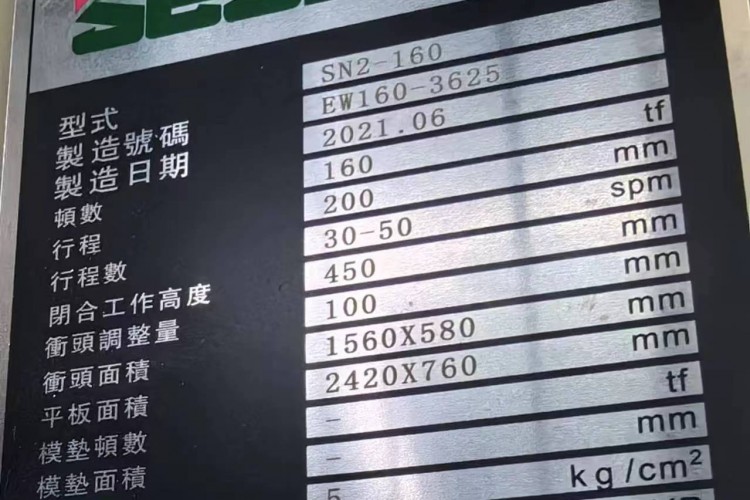 型式 SN2-160
製造號碼 EW160-3625
製造日期 2021.06
頓數 160 tf
行程 200 mm
行程數 30-50 spm
閉合工作高度 450 mm
衝頭調整量 100 mm
衝頭面積 1560X580 mm
平板面積 2420X760 mm
模墊頓數 - tf
模墊面積 - mm
5 kg/cm²